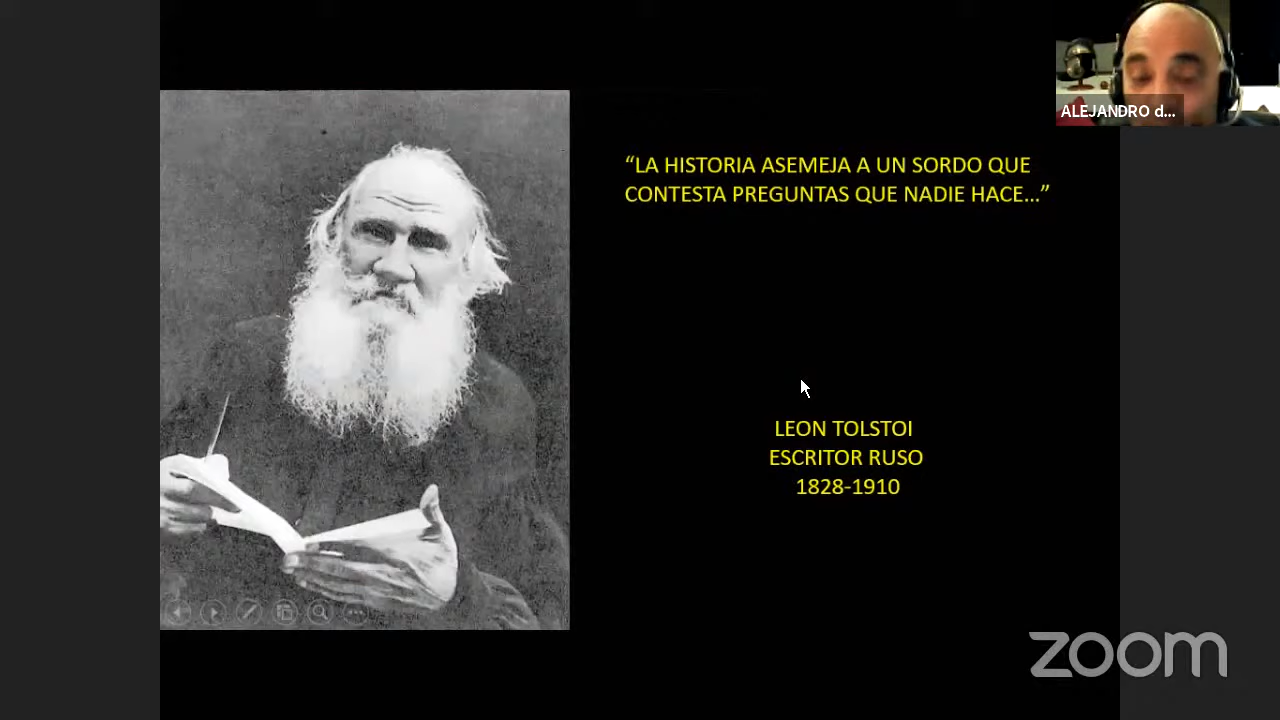 ALEJANDRO d...
“LA HISTORIA ASEMEJA A UN SORDO QUE
CONTESTA PREGUNTAS QUE NADIE HACE...”
LEON TOLSTOI
ESCRITOR RUSO
1828-1910
zoom